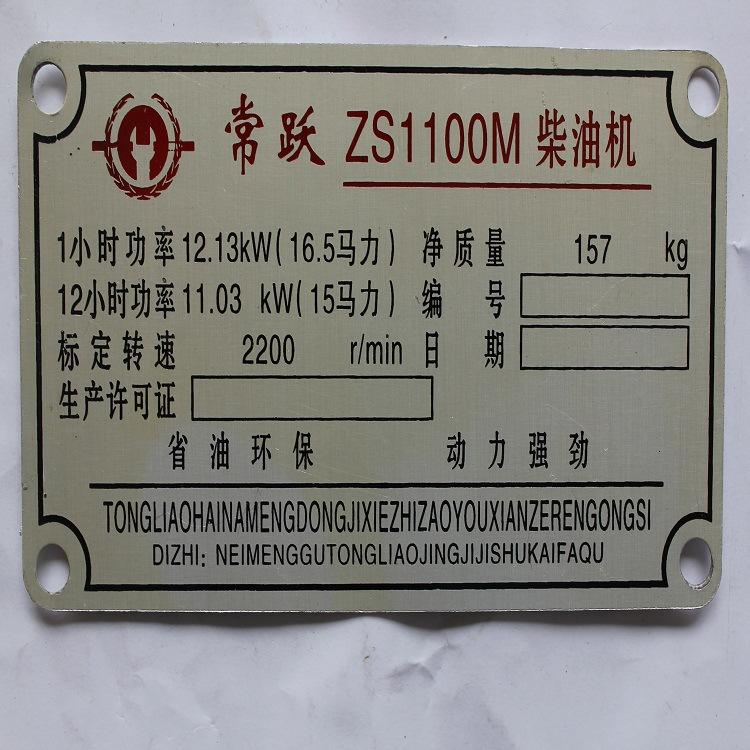 常跃 ZS1100M 柴油机
1小时功率 12.13kW(16.5马力) 净质量 157 kg
12小时功率 11.03 kW(15马力) 编号
标定转速 2200 r/min 日期
生产许可证
省油环保 动力强劲
TONGLIAOHAINAMENGDONGJIXIEZHIZAOYOUXIANZERENGONGSI
DIZHI: NEIMENGGUTONGLIAOJINGJIJISHUKAIFAQU